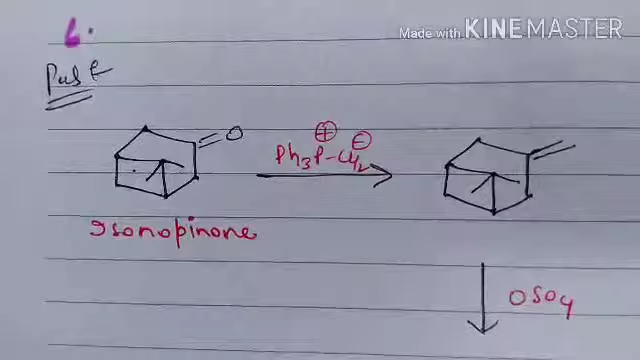 6.
Made with KINEMASTER
Part
O
Ph3P-CH2
⊕
⊖
Isonopinone
OsO4